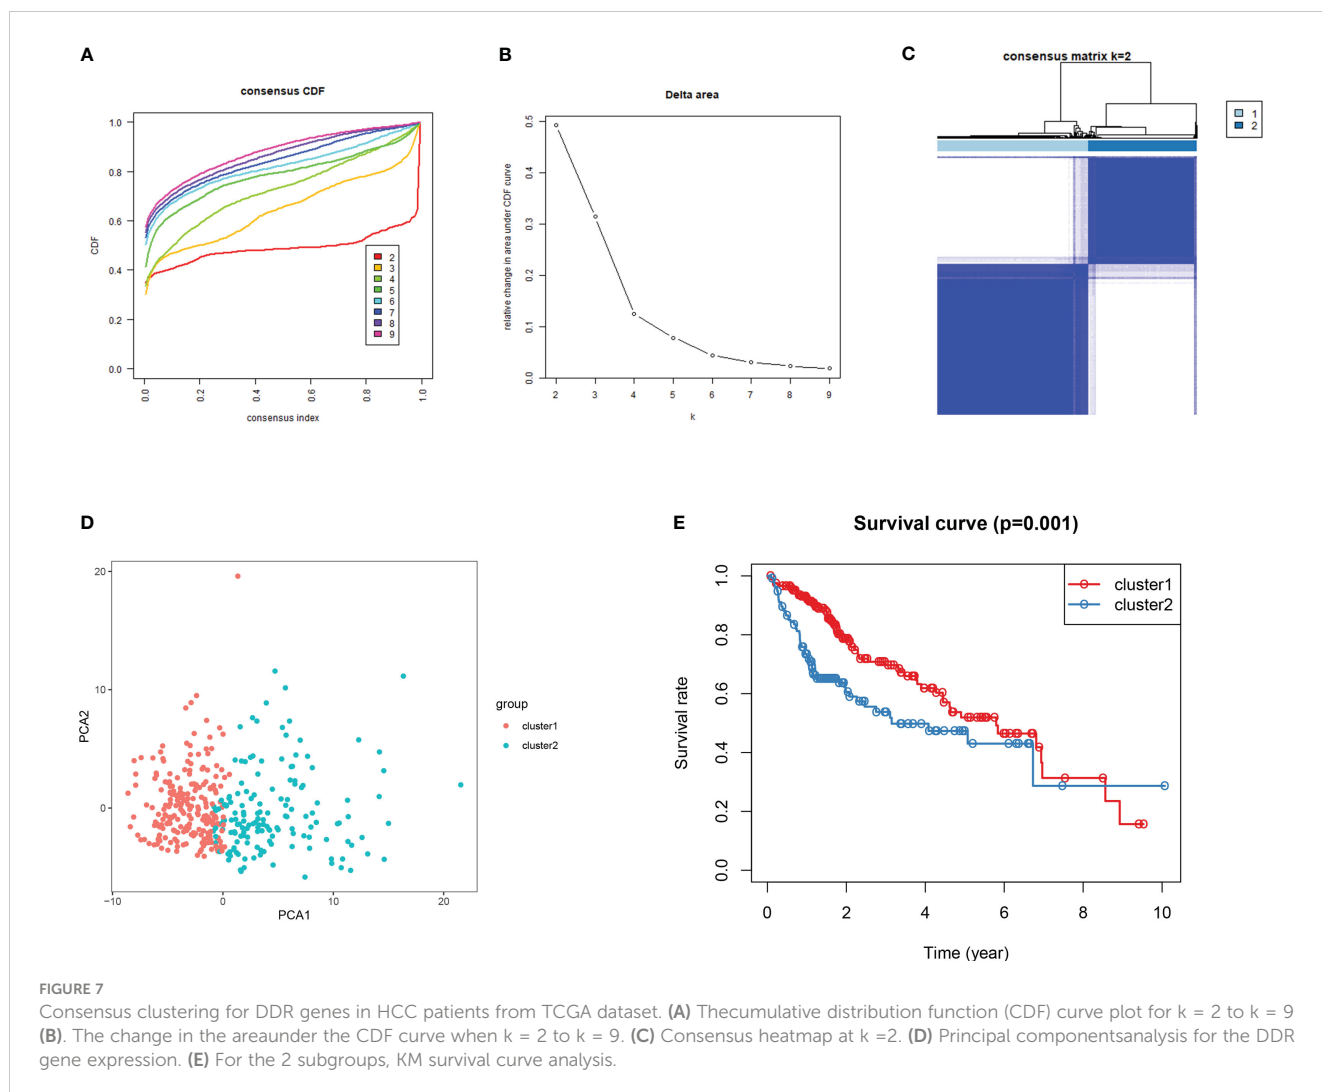 A
consensus CDF
CDF
1.0
0.8
0.6
0.4
0.2
0.0
2
3
4
5
6
7
8
9
0.0
0.2
0.4
0.6
0.8
1.0
consensus index
B
Delta area
relative change in area under CDF curve
0.5
0.4
0.3
0.2
0.1
0.0
2
3
4
5
6
7
8
9
k
C
consensus matrix k=2
1
2
D
PCA2
20
10
0
−10
0
10
20
PCA1
group
cluster1
cluster2
E
Survival curve (p=0.001)
Survival rate
1.0
0.8
0.6
0.4
0.2
0.0
cluster1
cluster2
0
2
4
6
8
10
Time (year)
FIGURE 7
Consensus clustering for DDR genes in HCC patients from TCGA dataset. (A) Thecumulative distribution function (CDF) curve plot for k = 2 to k = 9
(B). The change in the areaunder the CDF curve when k = 2 to k = 9. (C) Consensus heatmap at k =2. (D) Principal componentsanalysis for the DDR
gene expression. (E) For the 2 subgroups, KM survival curve analysis.